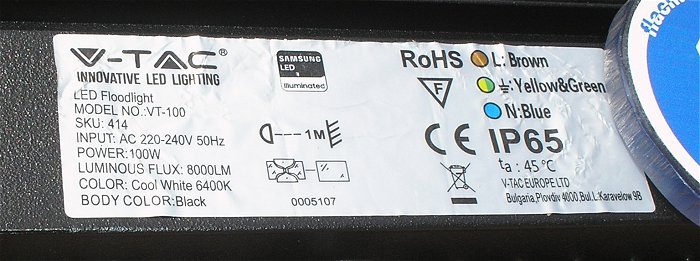 V-TAC®
INNOVATIVE LED LIGHTING
LED Floodlight
MODEL NO.:VT-100
SKU: 414
INPUT: AC 220-240V 50Hz
POWER:100W
LUMINOUS FLUX: 8000LM
COLOR: Cool White 6400K
BODY COLOR:Black
SAMSUNG
LED
illuminated
1M
0005107
RoHS
L: Brown
F
:Yellow&Green
N:Blue
CE IP65
ta : 45 °C
V-TAC EUROPE LTD
Bulgaria,Plovdiv 4000,Bul.L.Karavelow 9B